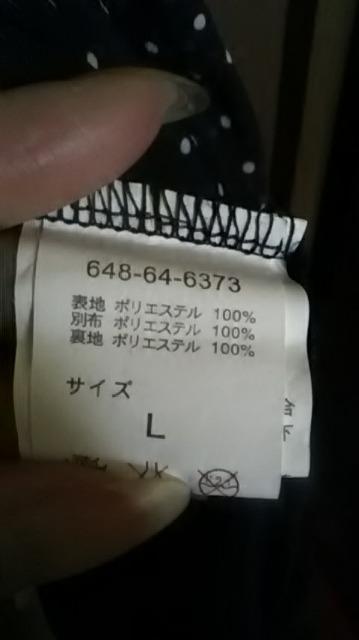 648-64-6373
表地 ポリエステル 100%
別布 ポリエステル 100%
裏地 ポリエステル 100%
サイズ
L